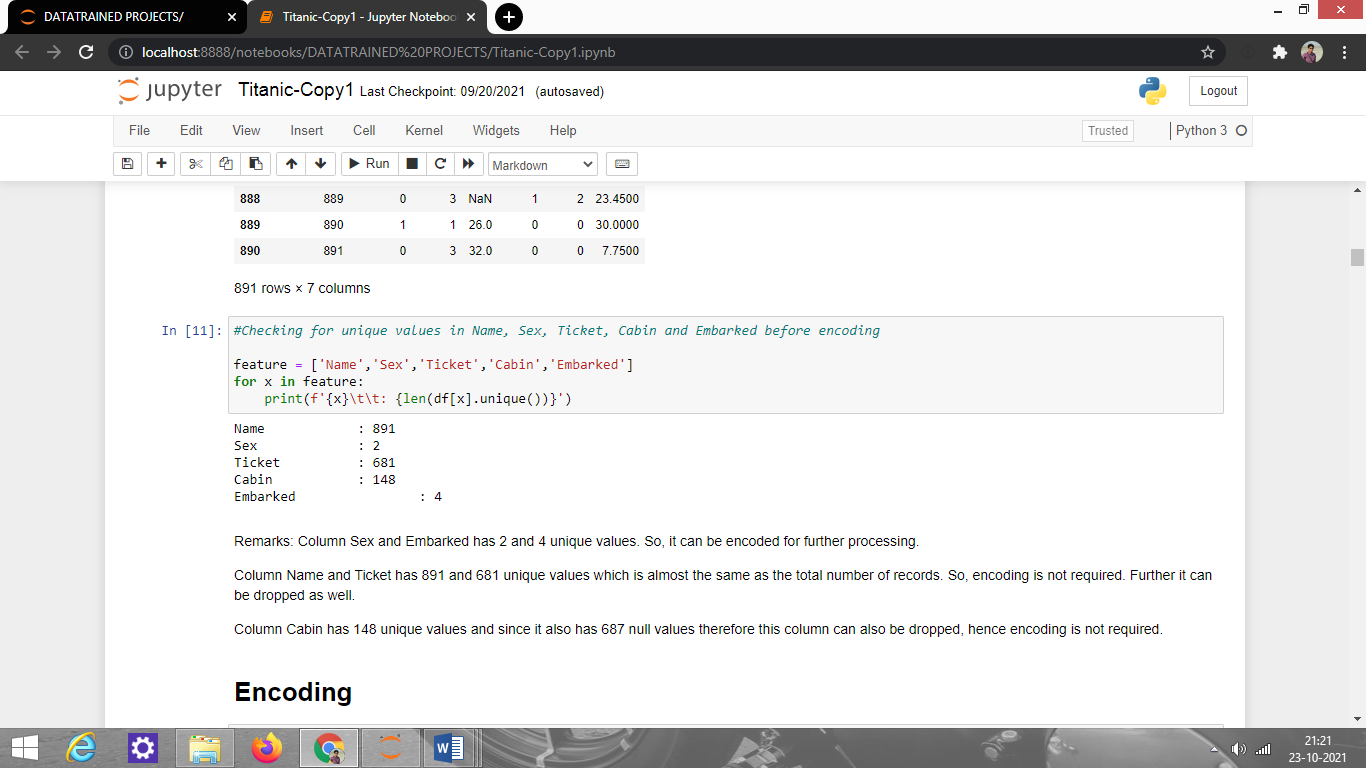 DATATRAINED PROJECTS/
Titanic-Copy1 - Jupyter Noteboo
localhost:8888/notebooks/DATATRAINED%20PROJECTS/Titanic-Copy1.ipynb
jupyter Titanic-Copy1 Last Checkpoint: 09/20/2021 (autosaved) Logout
File Edit View Insert Cell Kernel Widgets Help Trusted Python 3
Run Markdown
888 889 0 3 NaN 1 2 23.4500
889 890 1 1 26.0 0 0 30.0000
890 891 0 3 32.0 0 0 7.7500
891 rows × 7 columns
In [11]: #Checking for unique values in Name, Sex, Ticket, Cabin and Embarked before encoding
feature = ['Name','Sex','Ticket','Cabin','Embarked']
for x in feature:
    print(f'{x}\t\t: {len(df[x].unique())}')
Name : 891
Sex : 2
Ticket : 681
Cabin : 148
Embarked : 4
Remarks: Column Sex and Embarked has 2 and 4 unique values. So, it can be encoded for further processing.
Column Name and Ticket has 891 and 681 unique values which is almost the same as the total number of records. So, encoding is not required. Further it can
be dropped as well.
Column Cabin has 148 unique values and since it also has 687 null values therefore this column can also be dropped, hence encoding is not required.
Encoding
21:21
23-10-2021